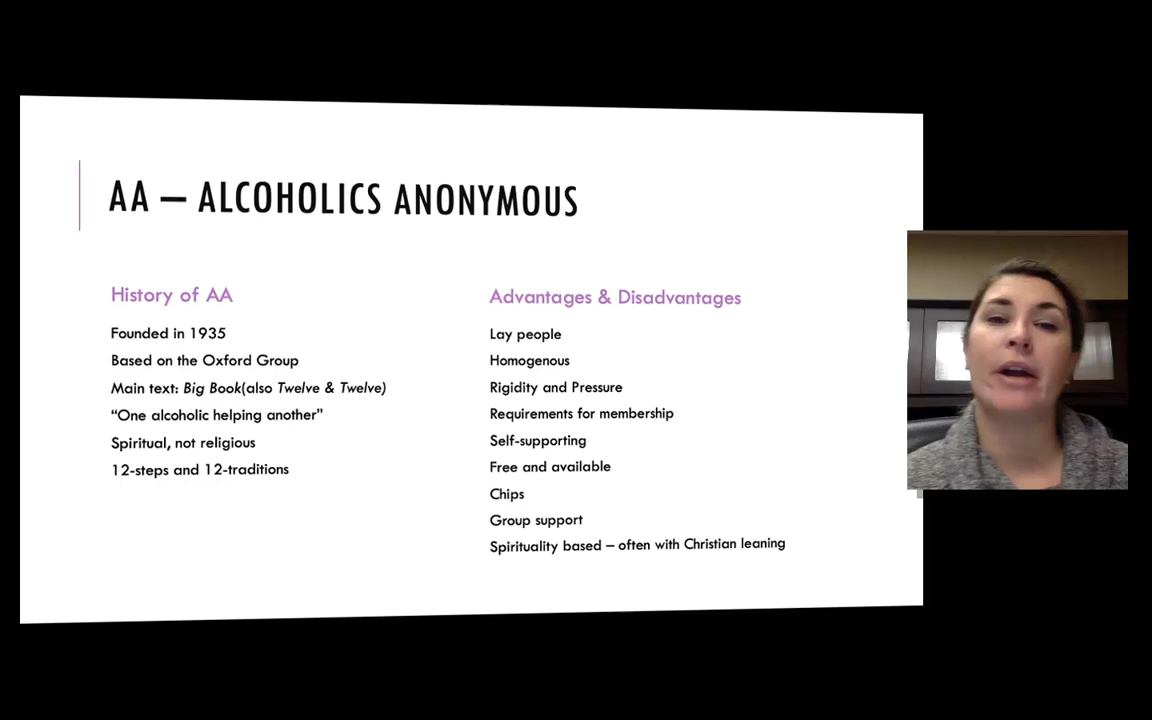 AA – ALCOHOLICS ANONYMOUS
History of AA
Founded in 1935
Based on the Oxford Group
Main text: Big Book(also Twelve & Twelve)
“One alcoholic helping another”
Spiritual, not religious
12-steps and 12-traditions
Advantages & Disadvantages
Lay people
Homogenous
Rigidity and Pressure
Requirements for membership
Self-supporting
Free and available
Chips
Group support
Spirituality based – often with Christian leaning